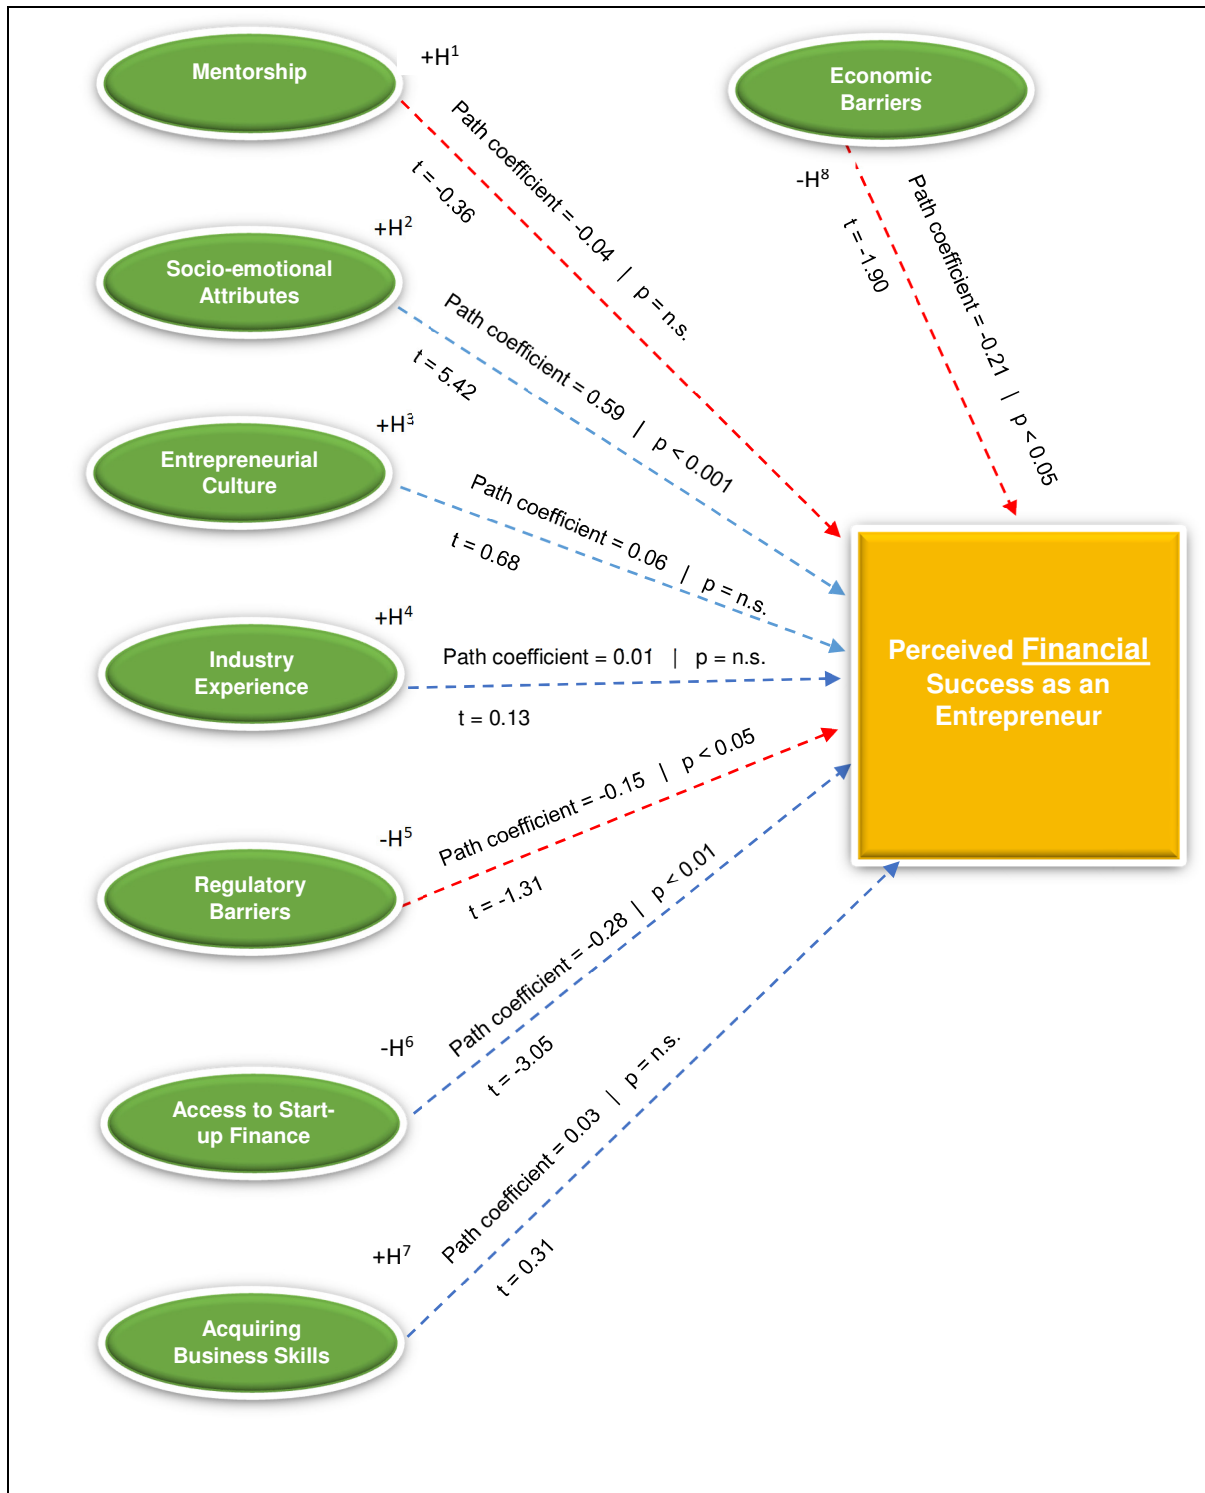 Mentorship
+H¹
Path coefficient = -0.04 | p = n.s.
t = -0.36
Economic
Barriers
-H⁸
Path coefficient = -0.21 | p < 0.05
t = -1.90
Socio-emotional
Attributes
+H²
Path coefficient = 0.59 | p < 0.001
t = 5.42
Entrepreneurial
Culture
+H³
Path coefficient = 0.06 | p = n.s.
t = 0.68
Industry
Experience
+H⁴
Path coefficient = 0.01 | p = n.s.
t = 0.13
Perceived Financial
Success as an
Entrepreneur
Regulatory
Barriers
-H⁵
Path coefficient = -0.15 | p < 0.05
t = -1.31
Access to Start-
up Finance
-H⁶
Path coefficient = -0.28 | p < 0.01
t = -3.05
Acquiring
Business Skills
+H⁷
Path coefficient = 0.03 | p = n.s.
t = 0.31